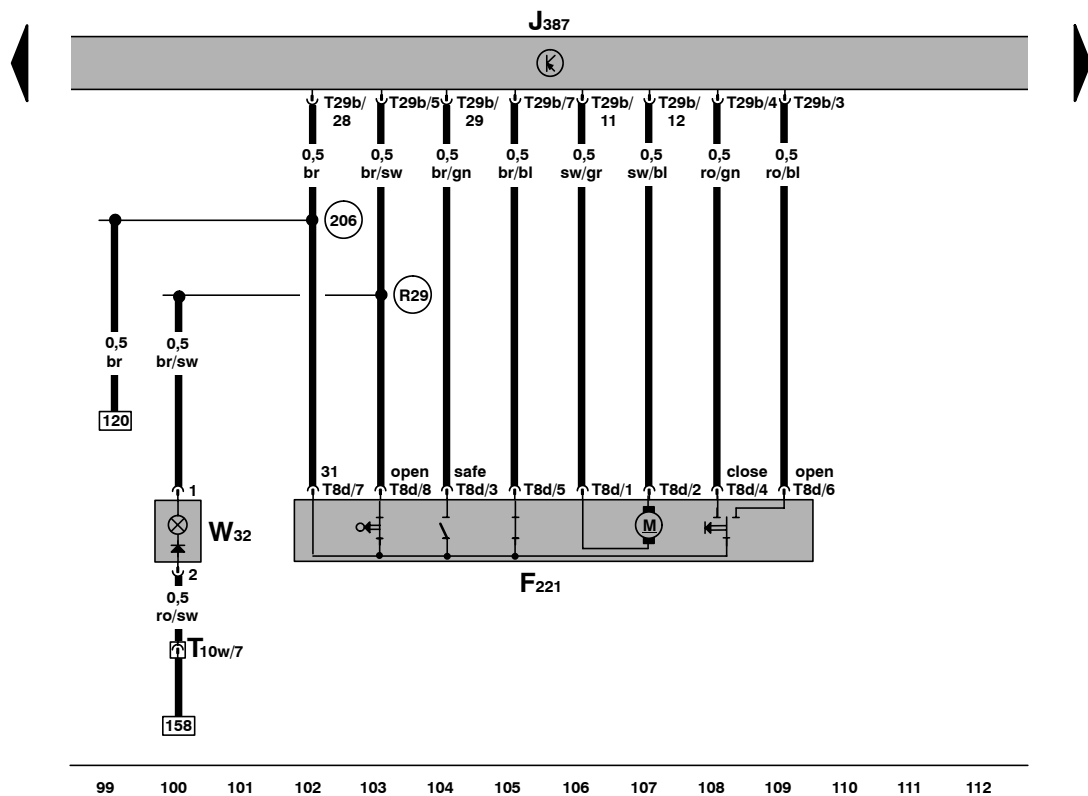 J387
T29b/28 T29b/5 T29b/29 T29b/7 T29b/11 T29b/12 T29b/4 T29b/3
0,5 0,5 0,5 0,5 0,5 0,5 0,5 0,5
br br/sw br/gn br/bl sw/gr sw/bl ro/gn ro/bl
206
R29
0,5 0,5
br br/sw
120
31 open safe close open
1 T8d/7 T8d/8 T8d/3 T8d/5 T8d/1 T8d/2 T8d/4 T8d/6
W32 M
2 F221
0,5
ro/sw
T10w/7
158
99 100 101 102 103 104 105 106 107 108 109 110 111 112